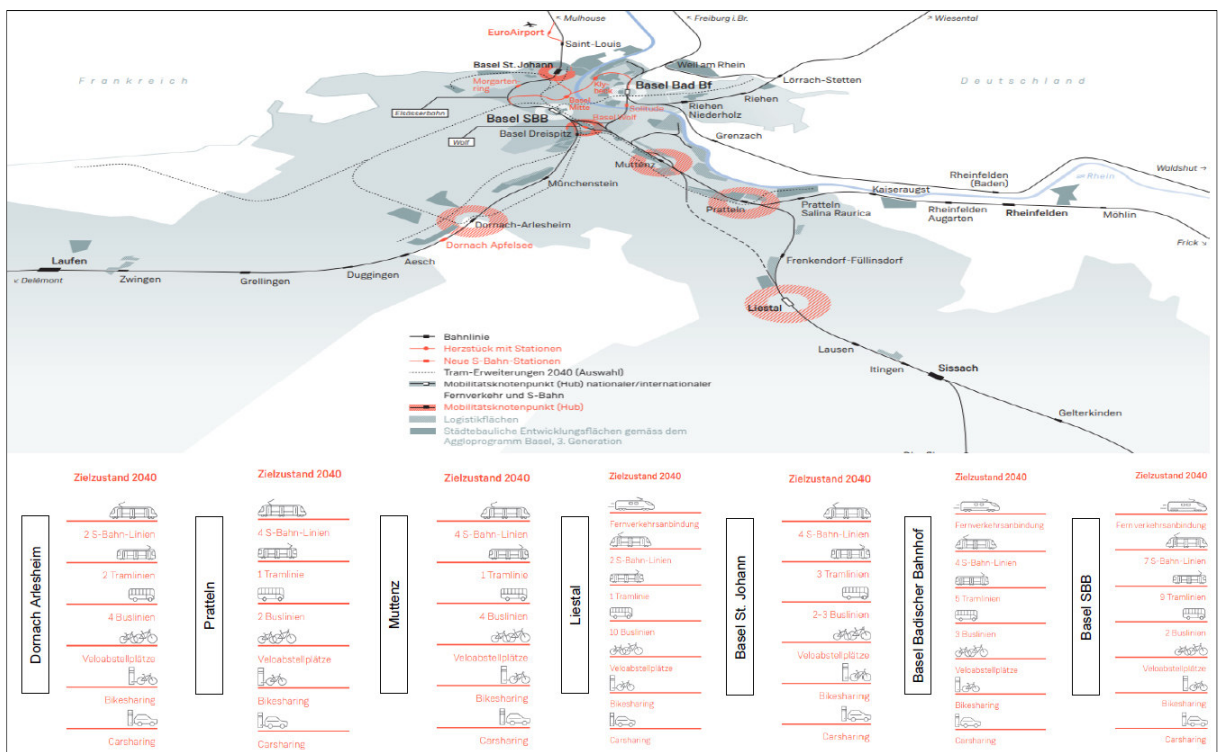 Mulhouse
Freiburg i.Br.
Wiesental
EuroAirport
Saint-Louis
Frankreich
Basel St. Johann
Weil am Rhein
Deutschland
Morgarten-
ring
Kly-
beck
Basel Bad Bf
Lörrach-Stetten
Riehen
Basel
Mitte
Solitude
Riehen
Niederholz
Elsässerbahn
Basel SBB
Basel Wolf
Wolf
Basel Dreispitz
Grenzach
Muttenz
Rheinfelden
(Baden)
Rhein
Waldshut
Münchenstein
Kaiseraugst
Pratteln
Pratteln
Salina Raurica
Rheinfelden
Augarten
Rheinfelden
Möhlin
Dornach-Arlesheim
Dornach Apfelsee
Frick
Laufen
Aesch
Frenkendorf-Füllinsdorf
Delémont
Zwingen
Grellingen
Duggingen
Liestal
Lausen
Itingen
Sissach
Gelterkinden
Bahnlinie
Herzstück mit Stationen
Neue S-Bahn-Stationen
Tram-Erweiterungen 2040 (Auswahl)
Mobilitätsknotenpunkt (Hub) nationaler/internationaler
Fernverkehr und S-Bahn
Mobilitätsknotenpunkt (Hub)
Logistikflächen
Städtebauliche Entwicklungsflächen gemäss dem
Aggloprogramm Basel, 3. Generation
Dornach Arlesheim
Zielzustand 2040
2 S-Bahn-Linien
2 Tramlinien
4 Buslinien
Veloabstellplätze
Bikesharing
Carsharing
Pratteln
Zielzustand 2040
4 S-Bahn-Linien
1 Tramlinie
2 Buslinien
Veloabstellplätze
Bikesharing
Carsharing
Muttenz
Zielzustand 2040
4 S-Bahn-Linien
1 Tramlinie
4 Buslinien
Veloabstellplätze
Bikesharing
Carsharing
Liestal
Zielzustand 2040
Fernverkehrsanbindung
2 S-Bahn-Linien
1 Tramlinie
10 Buslinien
Veloabstellplätze
Bikesharing
Carsharing
Basel St. Johann
Zielzustand 2040
4 S-Bahn-Linien
3 Tramlinien
2-3 Buslinien
Veloabstellplätze
Bikesharing
Carsharing
Basel Badischer Bahnhof
Zielzustand 2040
Fernverkehrsanbindung
4 S-Bahn-Linien
5 Tramlinien
3 Buslinien
Veloabstellplätze
Bikesharing
Carsharing
Basel SBB
Zielzustand 2040
Fernverkehrsanbindung
7 S-Bahn-Linien
9 Tramlinien
2 Buslinien
Veloabstellplätze
Bikesharing
Carsharing